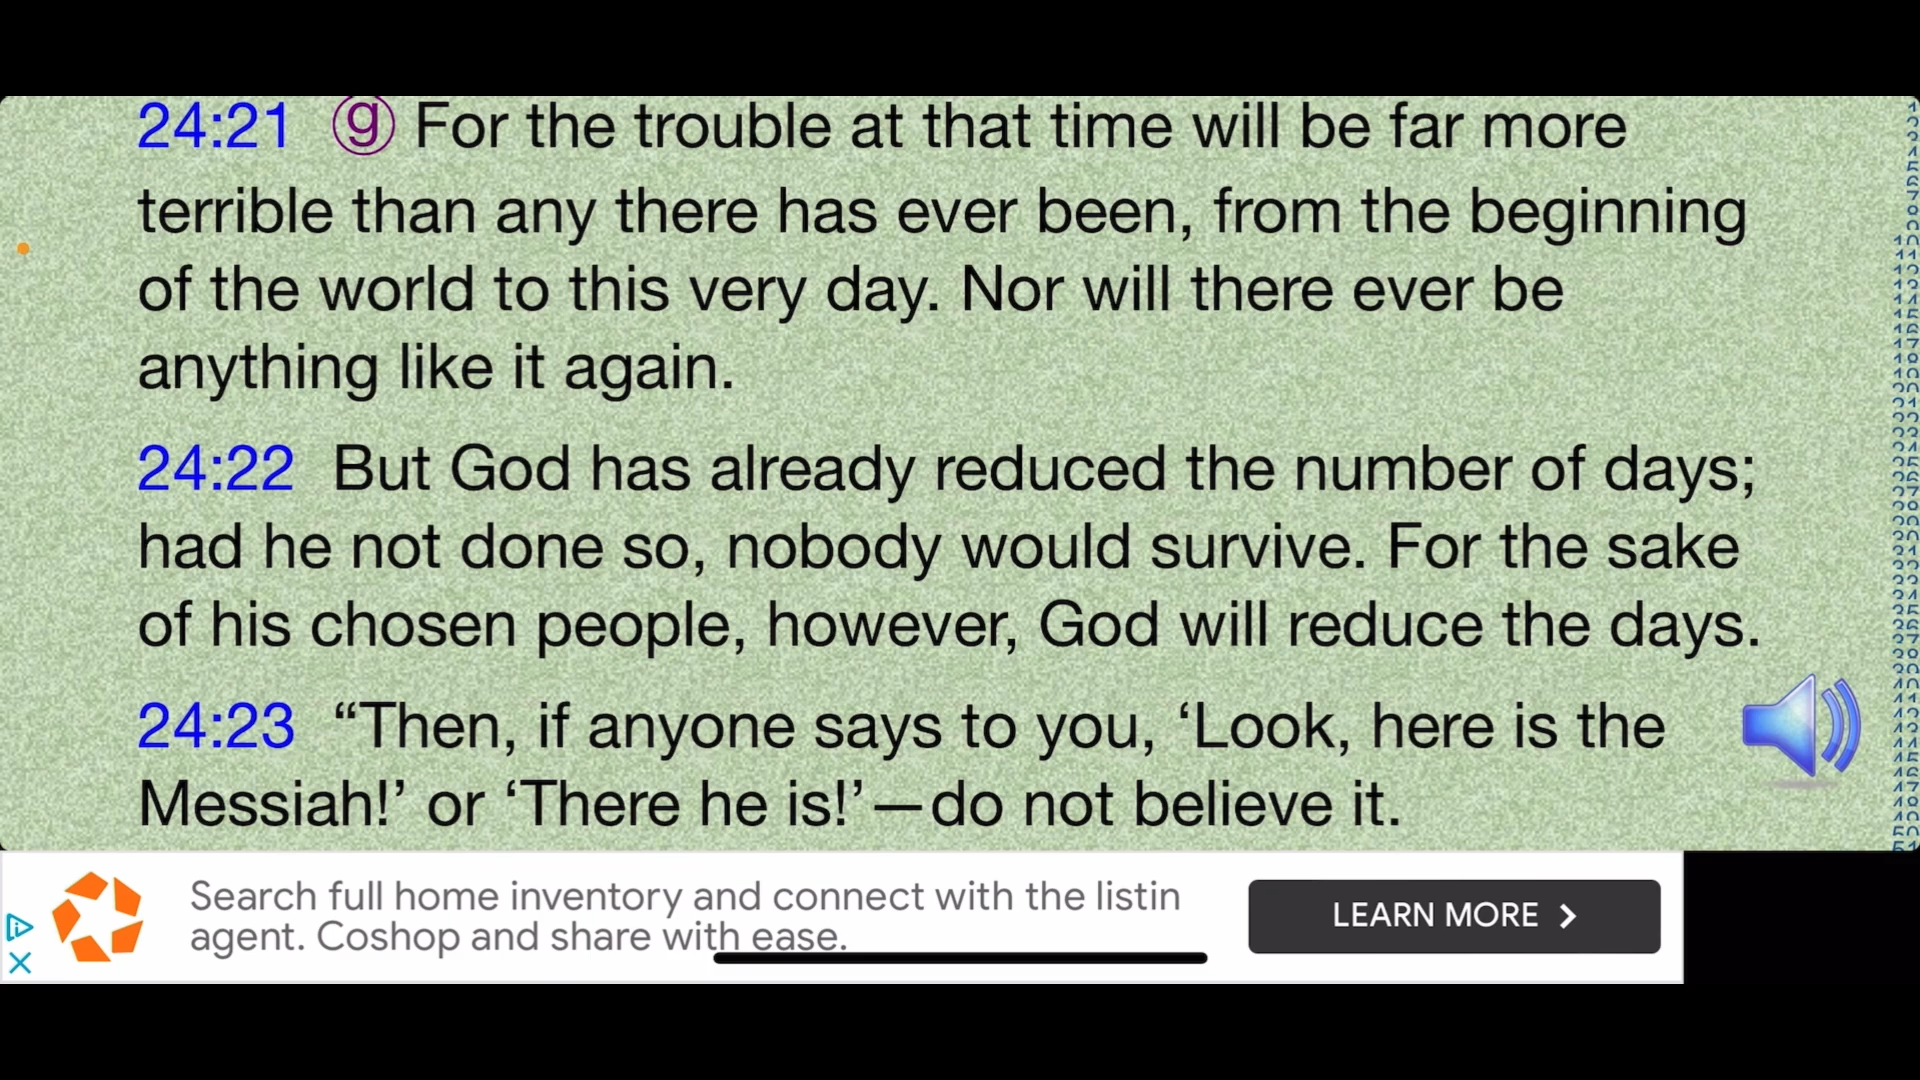 24:21 ⓖ For the trouble at that time will be far more
terrible than any there has ever been, from the beginning
of the world to this very day. Nor will there ever be
anything like it again.
24:22 But God has already reduced the number of days;
had he not done so, nobody would survive. For the sake
of his chosen people, however, God will reduce the days.
24:23 “Then, if anyone says to you, ‘Look, here is the
Messiah!’ or ‘There he is!’—do not believe it.
Search full home inventory and connect with the listin
agent. Coshop and share with ease.
LEARN MORE